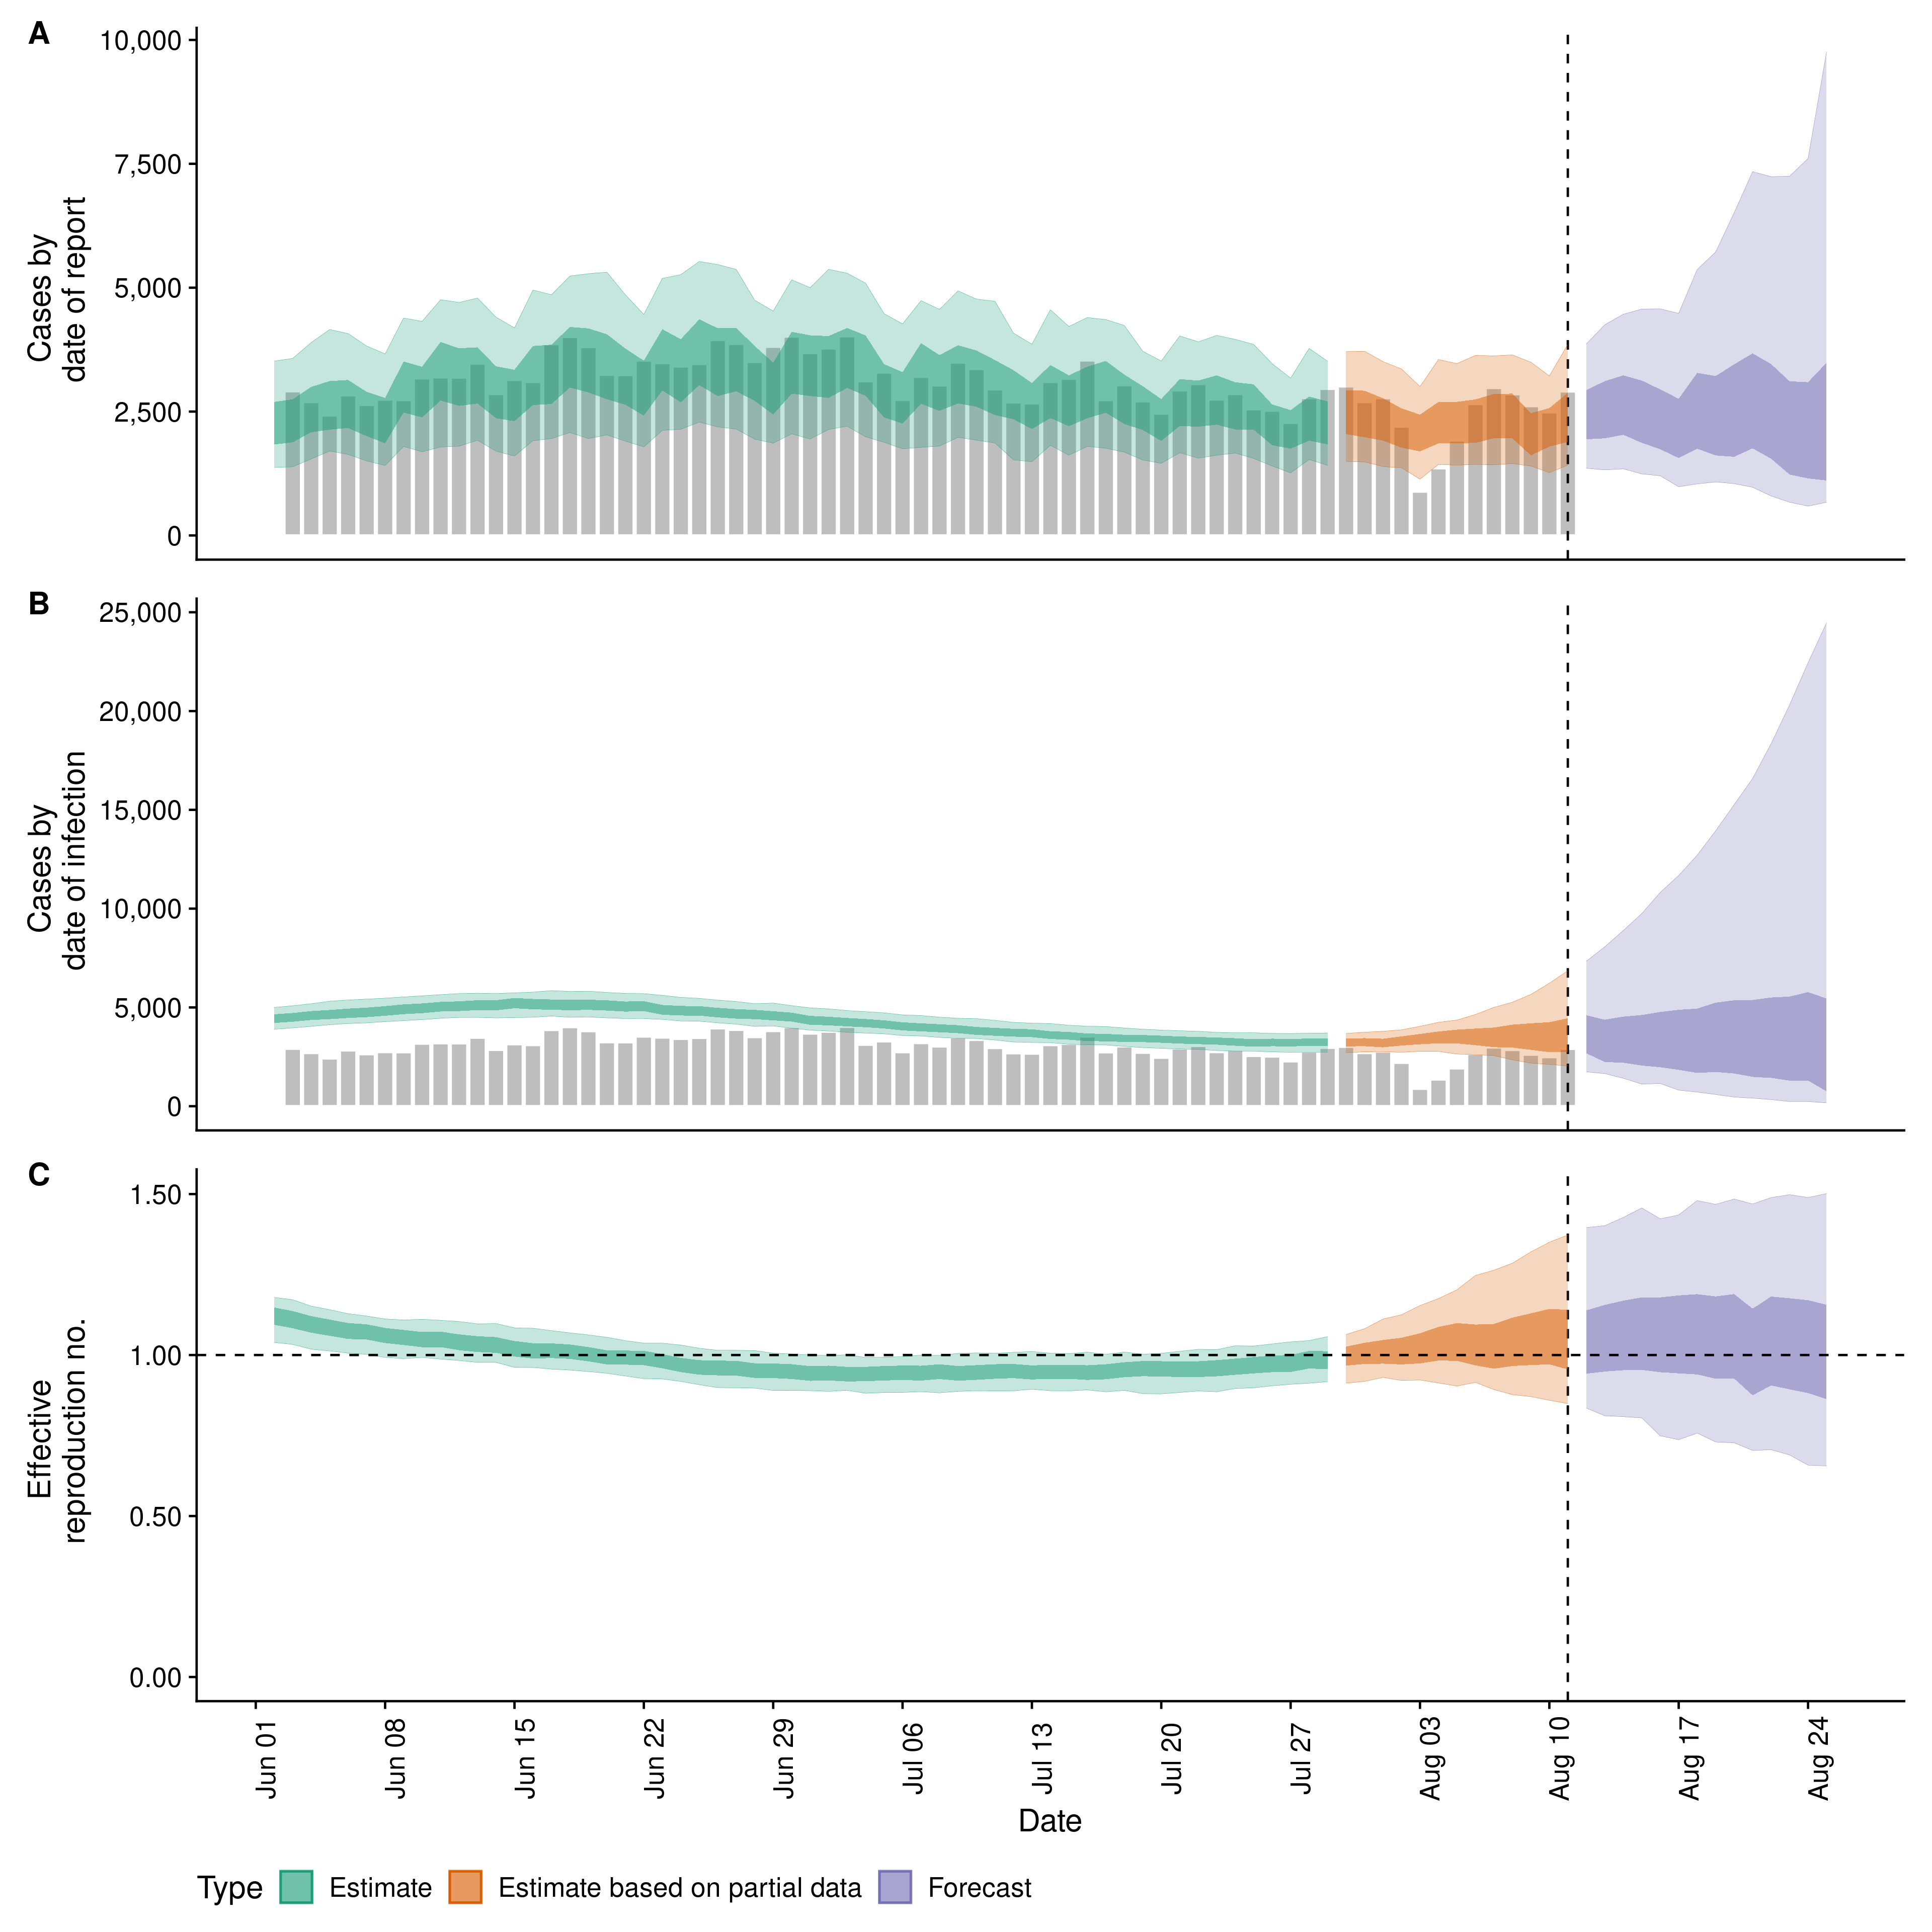 A
10,000
7,500
5,000
2,500
0
Cases by
date of report
B
25,000
20,000
15,000
10,000
5,000
0
Cases by
date of infection
C
1.50
1.00
0.50
0.00
Effective
reproduction no.
Jun 01
Jun 08
Jun 15
Jun 22
Jun 29
Jul 06
Jul 13
Jul 20
Jul 27
Aug 03
Aug 10
Aug 17
Aug 24
Date
Type Estimate Estimate based on partial data Forecast